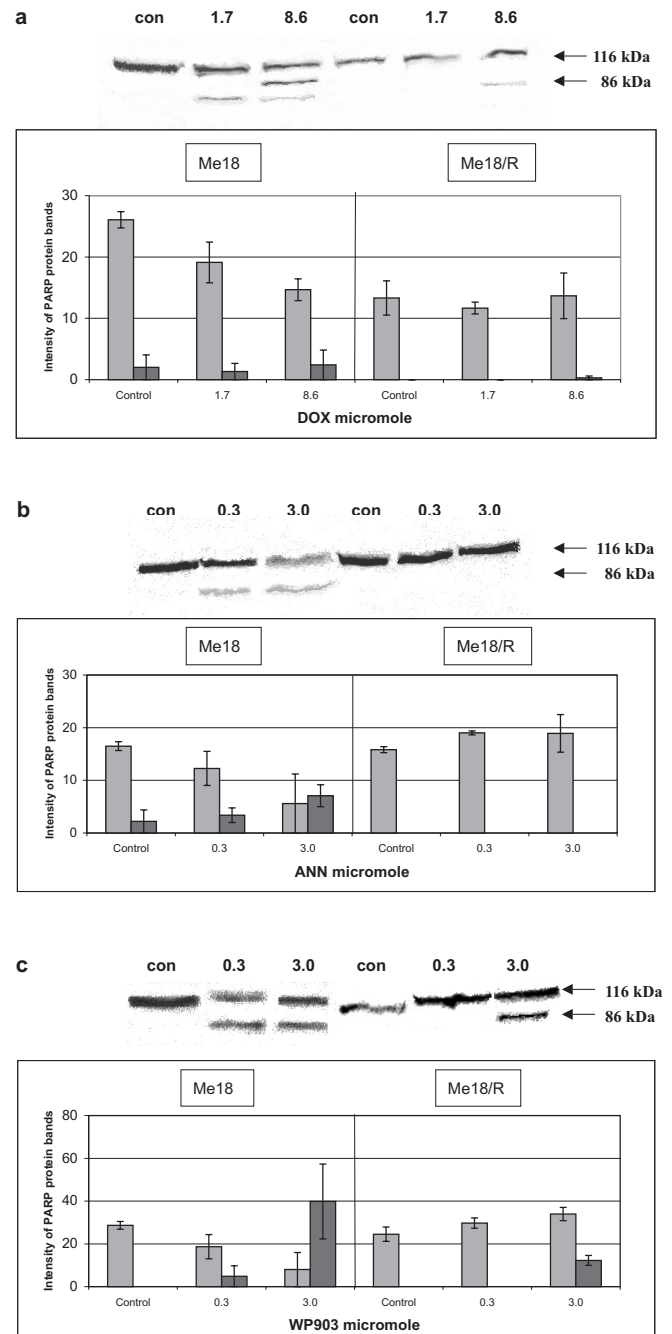 a
con 1.7 8.6 con 1.7 8.6
116 kDa
86 kDa
Me18 Me18/R
Intensity of PARP protein bands
30
20
10
0
Control 1.7 8.6 Control 1.7 8.6
DOX micromole
b
con 0.3 3.0 con 0.3 3.0
116 kDa
86 kDa
Me18 Me18/R
Intensity of PARP protein bands
30
20
10
0
Control 0.3 3.0 Control 0.3 3.0
ANN micromole
c
con 0.3 3.0 con 0.3 3.0
116 kDa
86 kDa
Me18 Me18/R
Intensity of PARP protein bands
80
60
40
20
0
Control 0.3 3.0 Control 0.3 3.0
WP903 micromole